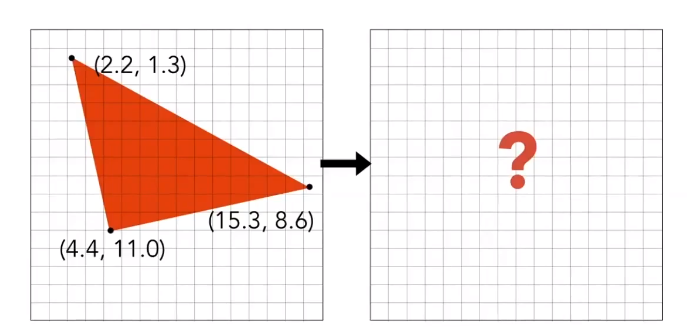 (2.2, 1.3)
?
(15.3, 8.6)
(4.4, 11.0)